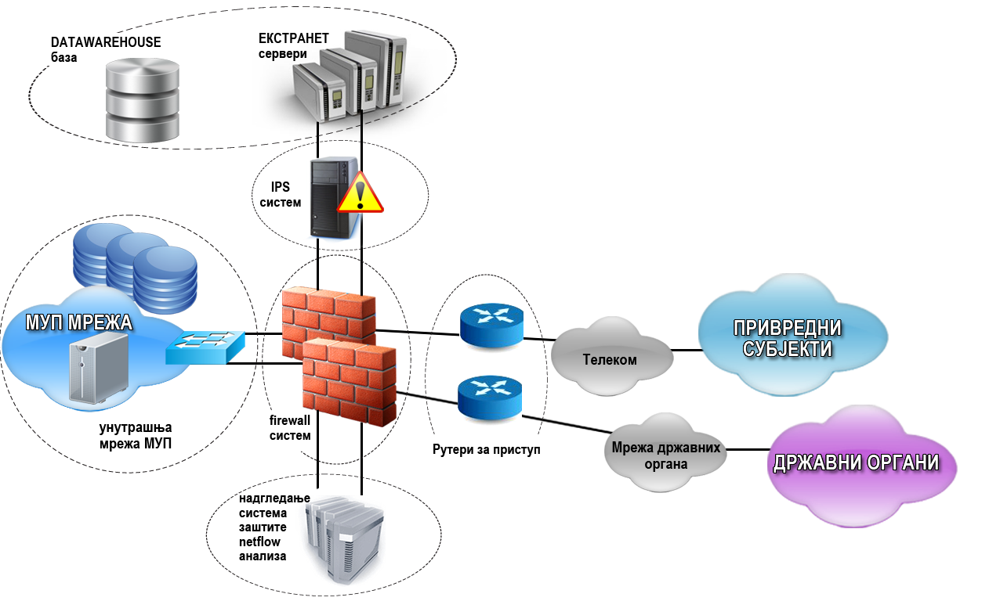 DATAWAREHOUSE
база
ЕКСТРАНЕТ
сервери
IPS
систем
МУП МРЕЖА
унутрашња
мрежа МУП
firewall
систем
Рутери за приступ
Телеком
ПРИВРЕДНИ
СУБЈЕКТИ
Мрежа државних
органа
ДРЖАВНИ ОРГАНИ
надгледање
система
заштите
netflow
анализа